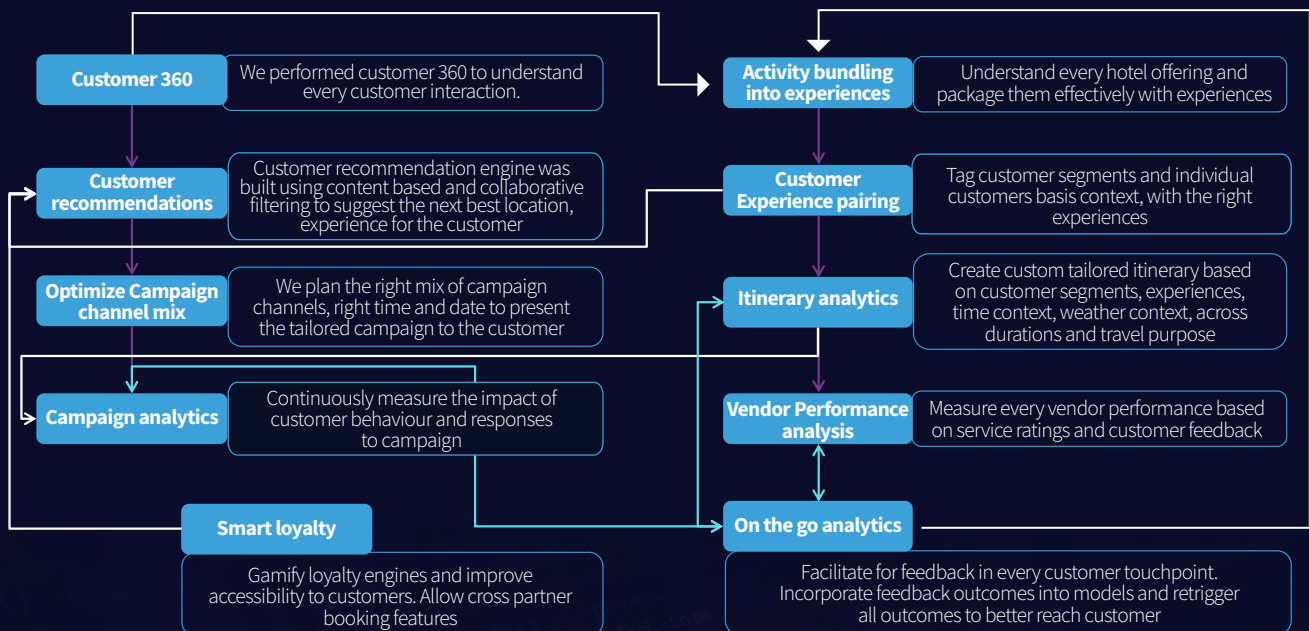 Customer 360
We performed customer 360 to understand
every customer interaction.
Customer
recommendations
Customer recommendation engine was
built using content based and collaborative
filtering to suggest the next best location,
experience for the customer
Optimize Campaign
channel mix
We plan the right mix of campaign
channels, right time and date to present
the tailored campaign to the customer
Campaign analytics
Continuously measure the impact of
customer behaviour and responses
to campaign
Smart loyalty
Gamify loyalty engines and improve
accessibility to customers. Allow cross partner
booking features
Activity bundling
into experiences
Understand every hotel offering and
package them effectively with experiences
Customer
Experience pairing
Tag customer segments and individual
customers basis context, with the right
experiences
Itinerary analytics
Create custom tailored itinerary based
on customer segments, experiences,
time context, weather context, across
durations and travel purpose
Vendor Performance
analysis
Measure every vendor performance based
on service ratings and customer feedback
On the go analytics
Facilitate for feedback in every customer touchpoint.
Incorporate feedback outcomes into models and retrigger
all outcomes to better reach customer